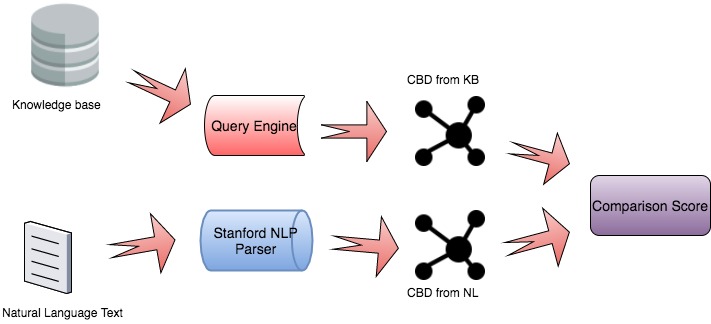 Knowledge base
Query Engine
CBD from KB
Comparison Score
Natural Language Text
Stanford NLP
Parser
CBD from NL